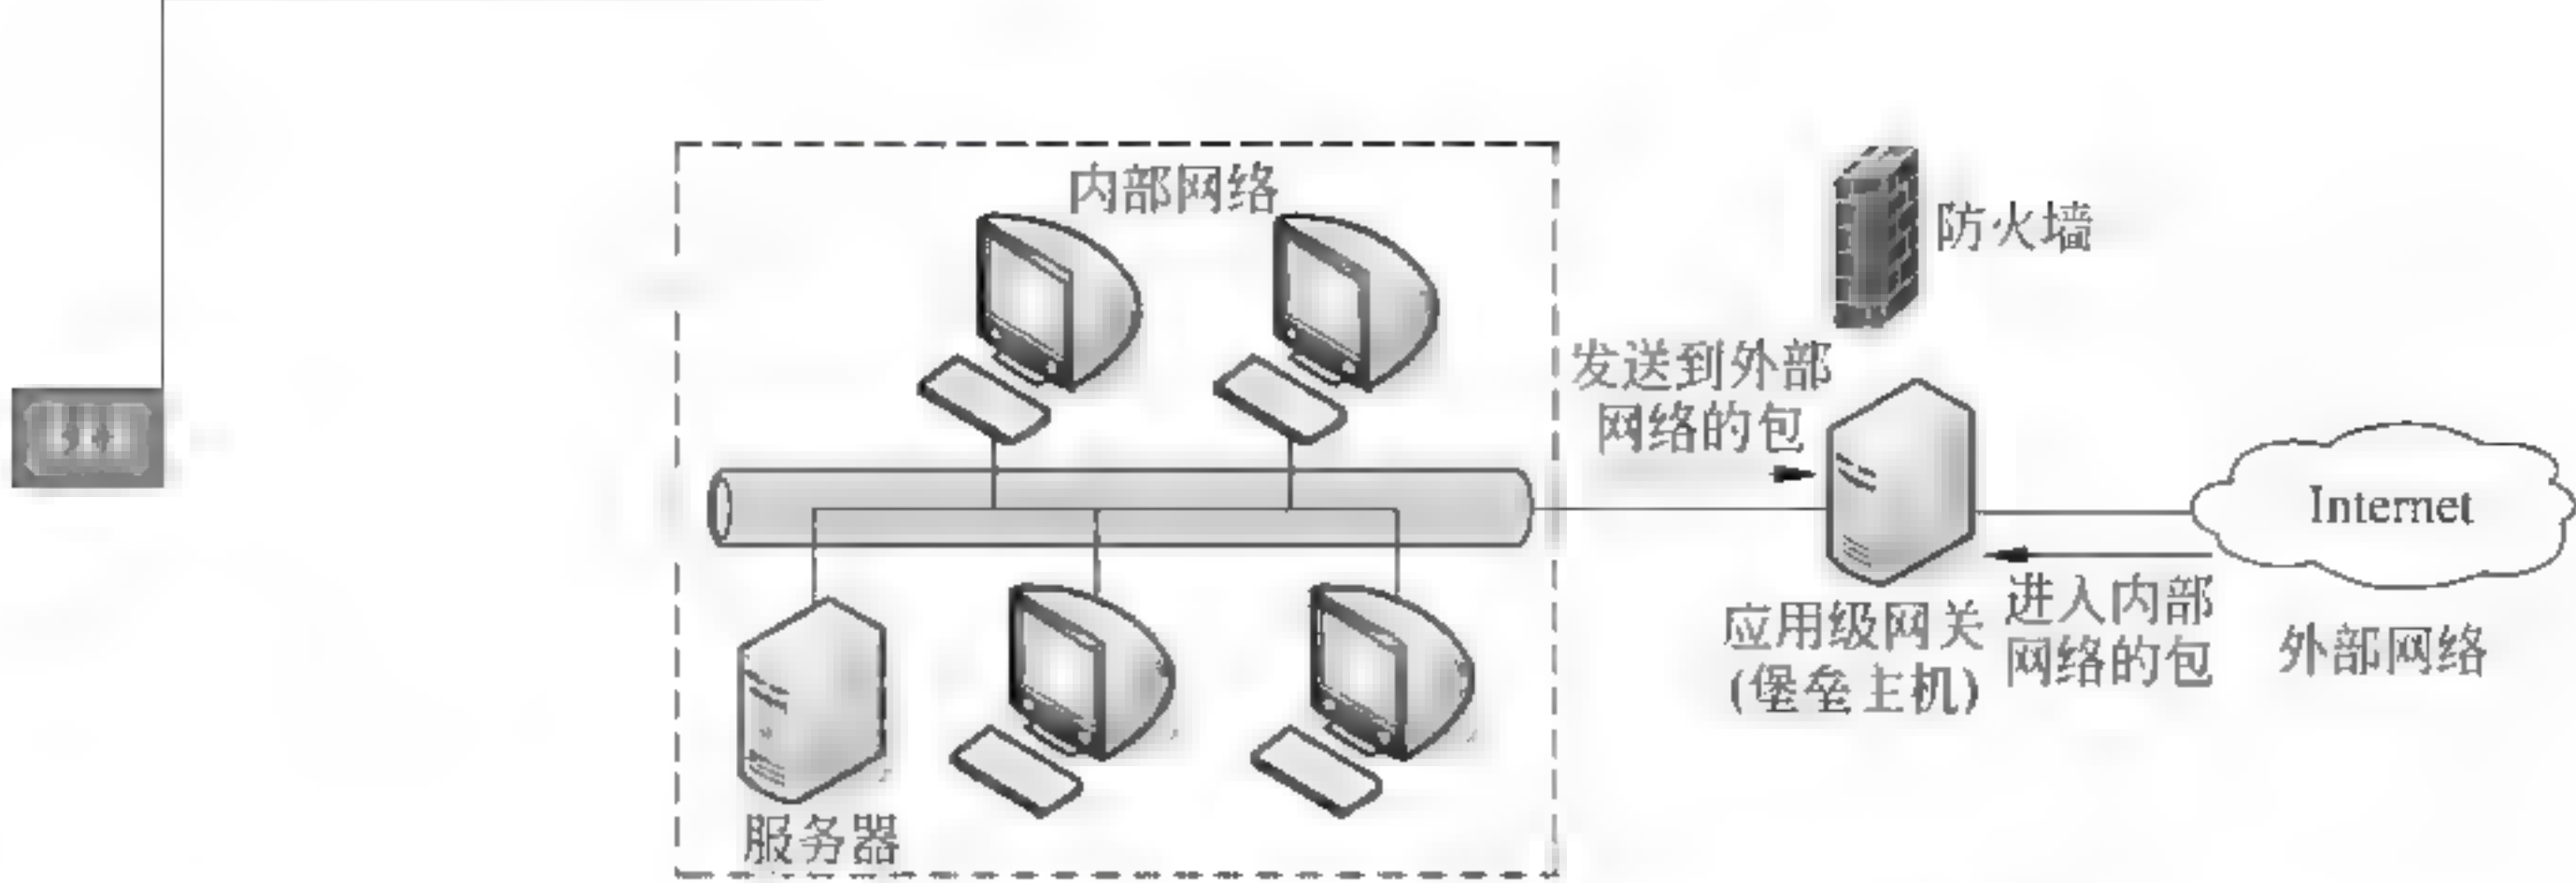 内部网络
防火墙
发送到外部
网络的包
Internet
应用级网关
(堡垒主机)
进入内部
网络的包
外部网络
服务器